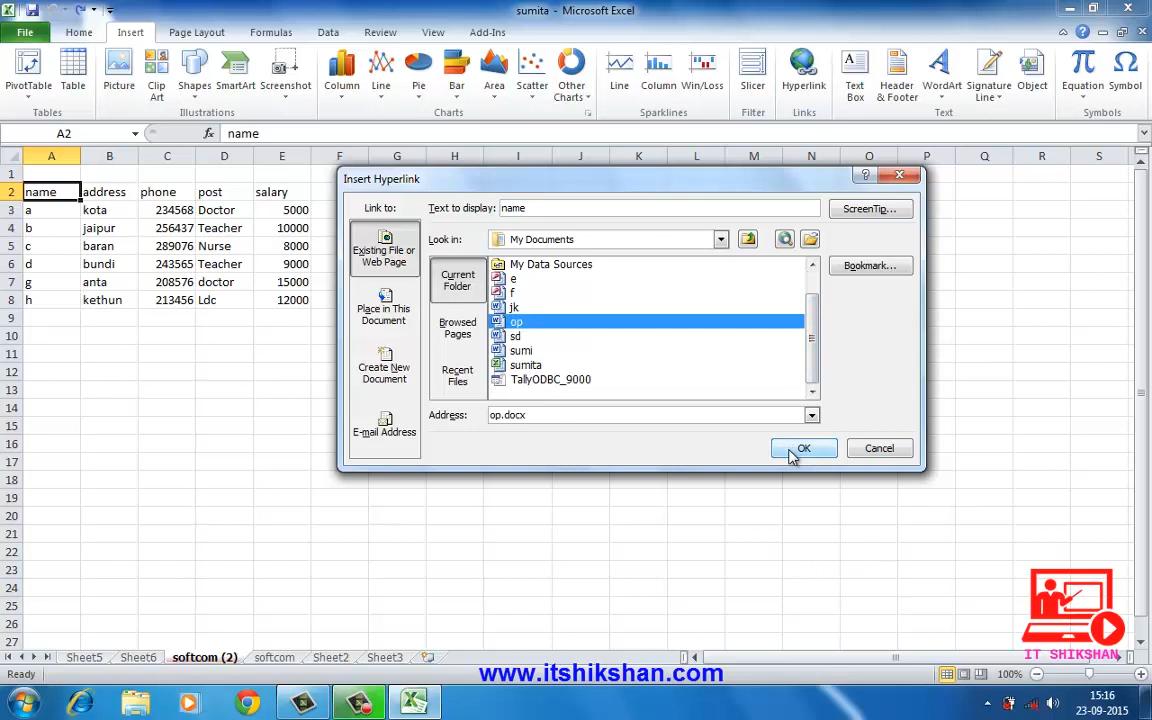 sumita - Microsoft Excel
File Home Insert Page Layout Formulas Data Review View Add-Ins
PivotTable Table Picture Clip Art Shapes SmartArt Screenshot Column Line Pie Bar Area Scatter Other Charts Line Column Win/Loss Slicer Hyperlink Text Box Header & Footer WordArt Signature Line Object Equation Symbol
Tables Illustrations Charts Sparklines Filter Links Text Symbols
A2 fx name
A B C D E F G H I J K L M N O P Q R S
1
2 name address phone post salary
3 a kota 234568 Doctor 5000
4 b jaipur 256437 Teacher 10000
5 c baran 289076 Nurse 8000
6 d bundi 243565 Teacher 9000
7 g anta 208576 doctor 15000
8 h kethun 213456 Ldc 12000
9
10
11
12
13
14
15
16
17
18
19
20
21
22
23
24
25
26
27
Insert Hyperlink
Link to: Text to display: name ScreenTip...
Existing File or Web Page
Place in This Document
Create New Document
E-mail Address
Look in: My Documents
Current Folder
Browsed Pages
Recent Files
My Data Sources
e
f
jk
op
sd
sumi
sumita
TallyODBC_9000
Bookmark...
Address: op.docx
OK Cancel
IT SHIKSHAN
Sheet5 Sheet6 softcom (2) softcom Sheet2 Sheet3
Ready www.itshikshan.com 100%
15:16
23-09-2015